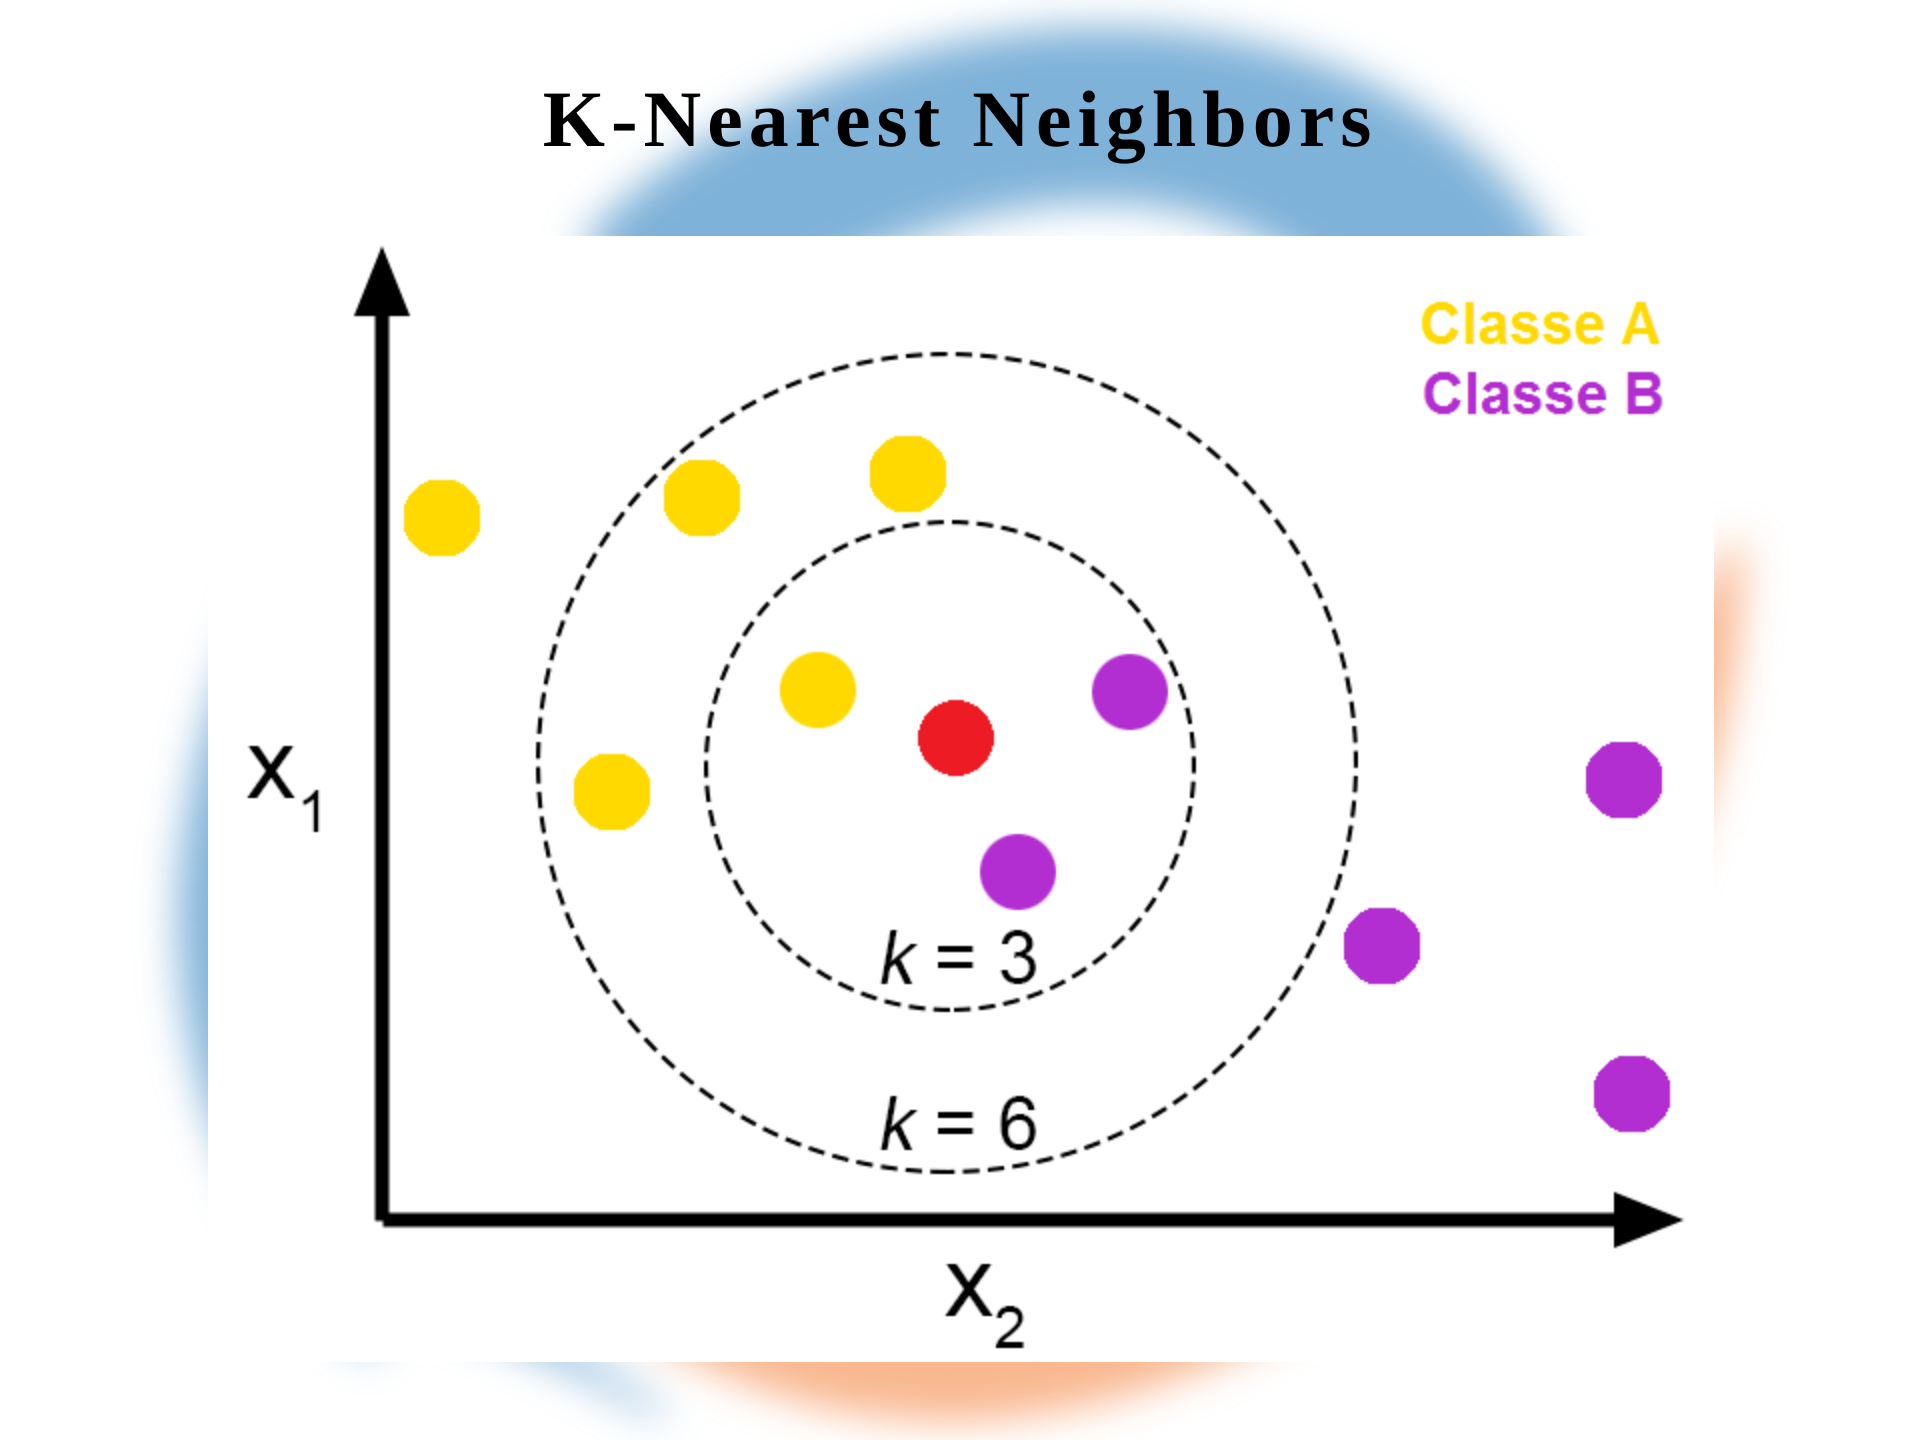 K-Nearest Neighbors
Classe A
Classe B
x₁
k = 3
k = 6
x₂